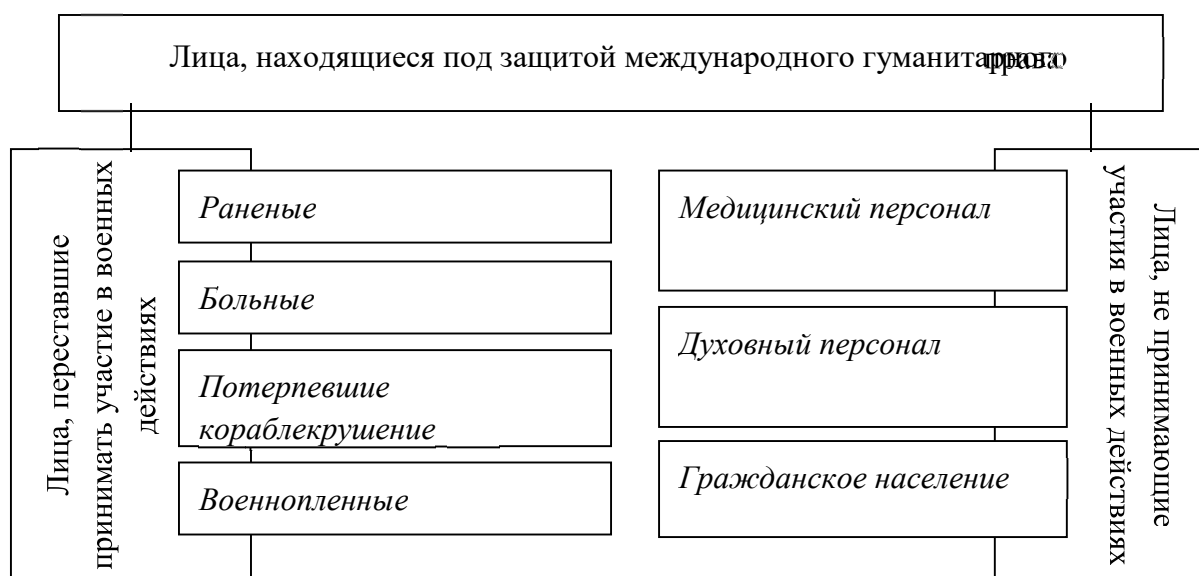 Лица, находящиеся под защитой международного гуманитарного
права
Лица, переставшие
принимать участие в военных
действиях
Раненые
Больные
Потерпевшие
кораблекрушение
Военнопленные
Медицинский персонал
Духовный персонал
Гражданское население
Лица, не принимающие
участия в военных действиях